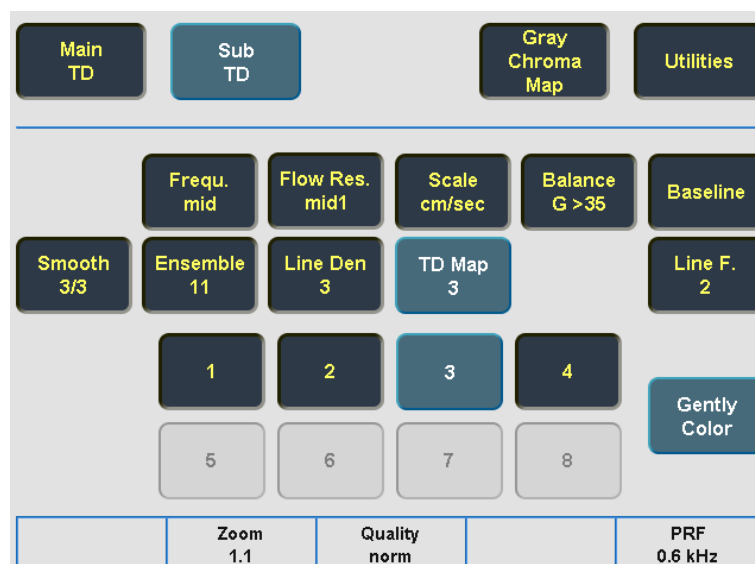 Main
TD
Sub
TD
Gray
Chroma
Map
Utilities
Frequ.
mid
Flow Res.
mid1
Scale
cm/sec
Balance
G >35
Baseline
Smooth
3/3
Ensemble
11
Line Den
3
TD Map
3
Line F.
2
1
2
3
4
Gently
Color
5
6
7
8
Zoom
1.1
Quality
norm
PRF
0.6 kHz